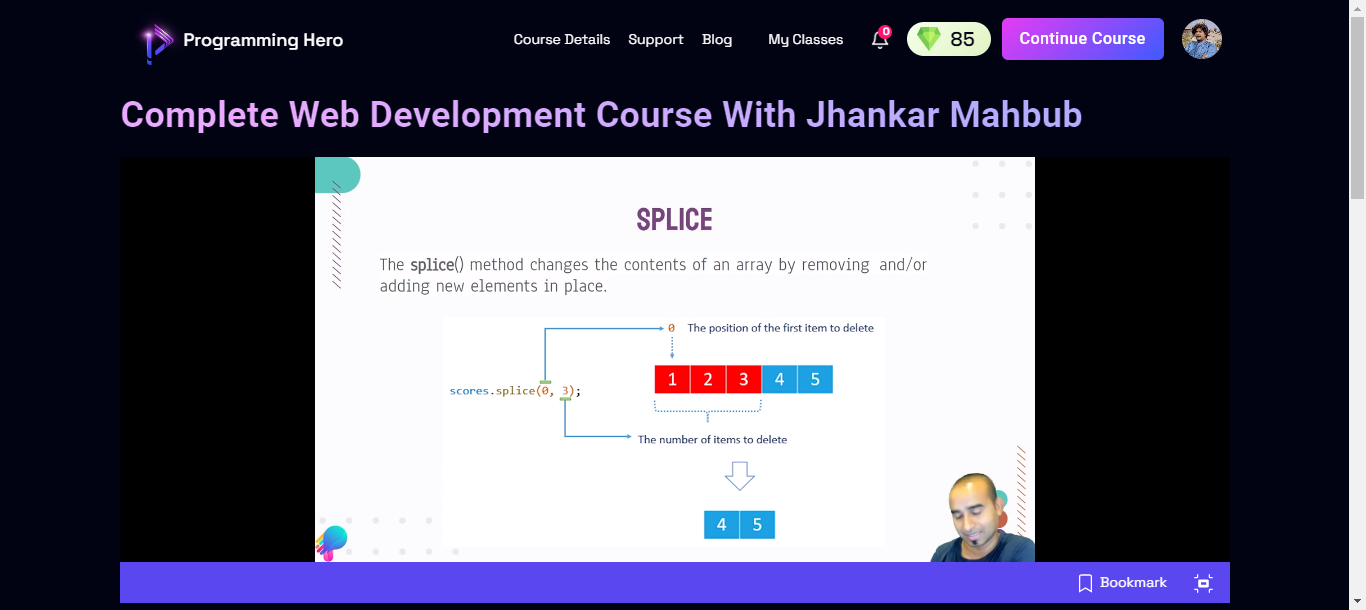 Programming Hero
Course Details Support Blog My Classes 0 85 Continue Course
Complete Web Development Course With Jhankar Mahbub
SPLICE
The splice() method changes the contents of an array by removing and/or
adding new elements in place.
0 The position of the first item to delete
1 2 3 4 5
scores.splice(0, 3);
The number of items to delete
4 5
Bookmark